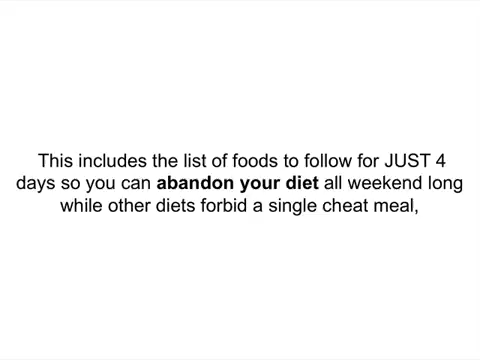 This includes the list of foods to follow for JUST 4
days so you can abandon your diet all weekend long
while other diets forbid a single cheat meal,